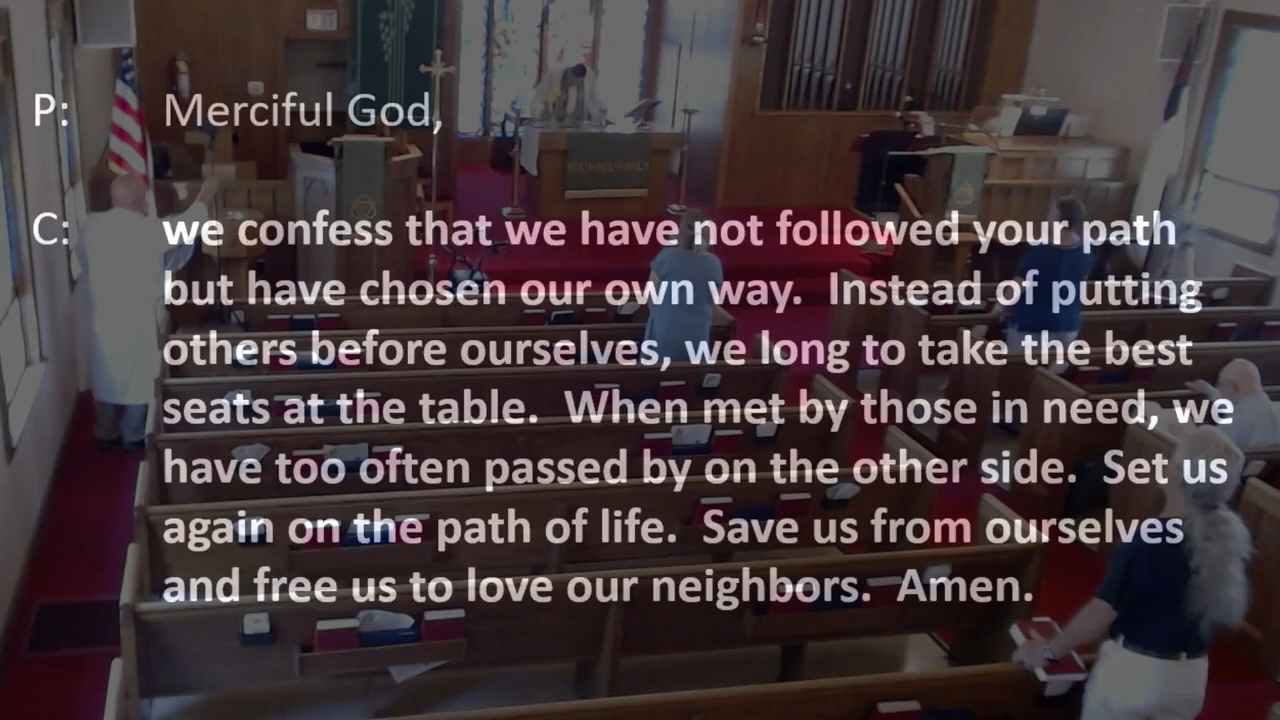 P: Merciful God,
C: we confess that we have not followed your path
but have chosen our own way. Instead of putting
others before ourselves, we long to take the best
seats at the table. When met by those in need, we
have too often passed by on the other side. Set us
again on the path of life. Save us from ourselves
and free us to love our neighbors. Amen.
HOLY HOLY HOLY